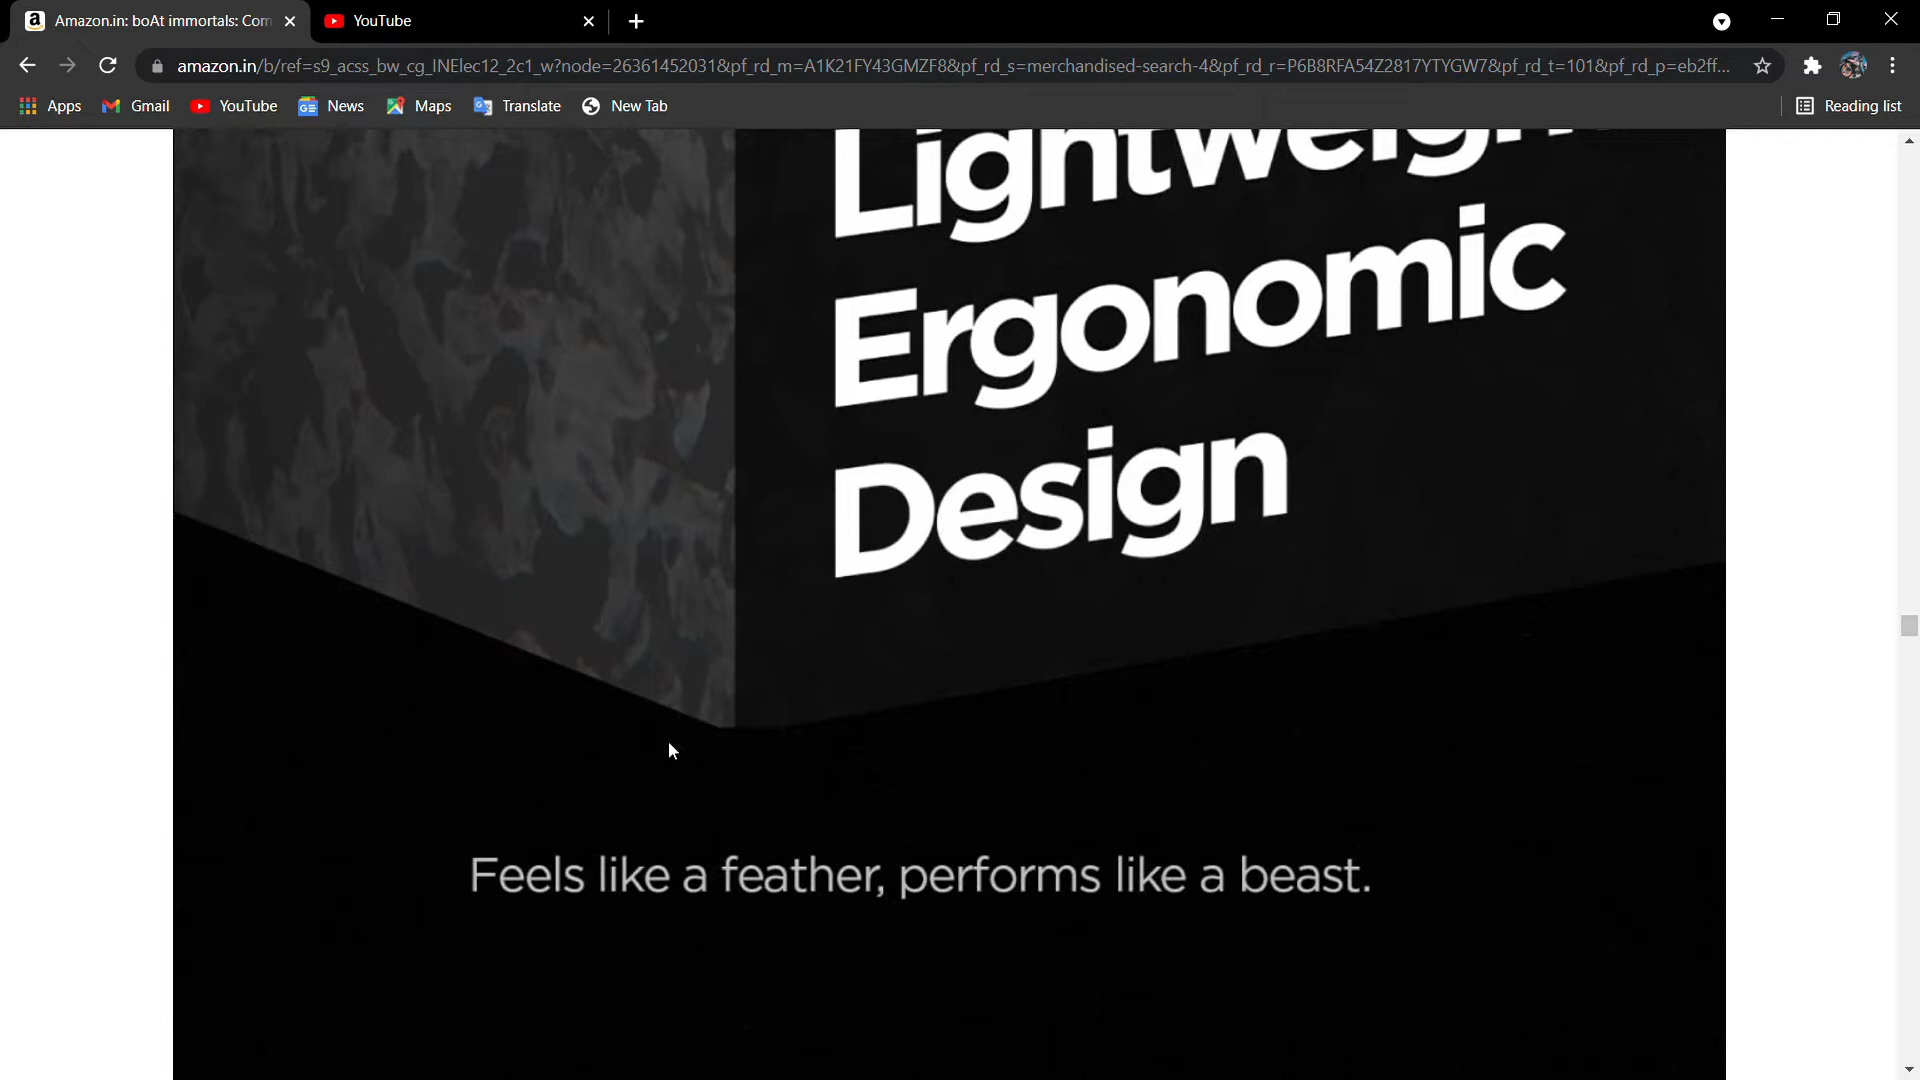 Amazon.in: boAt immortals: Com
YouTube
amazon.in/b/ref=s9_acss_bw_cg_INElec12_2c1_w?node=26361452031&pf_rd_m=A1K21FY43GMZF8&pf_rd_s=merchandised-search-4&pf_rd_r=P6B8RFA54Z2817YTYGW7&pf_rd_t=101&pf_rd_p=eb2ff...
Apps
Gmail
YouTube
News
Maps
Translate
New Tab
Reading list
Lightweigh
Ergonomic
Design
Feels like a feather, performs like a beast.